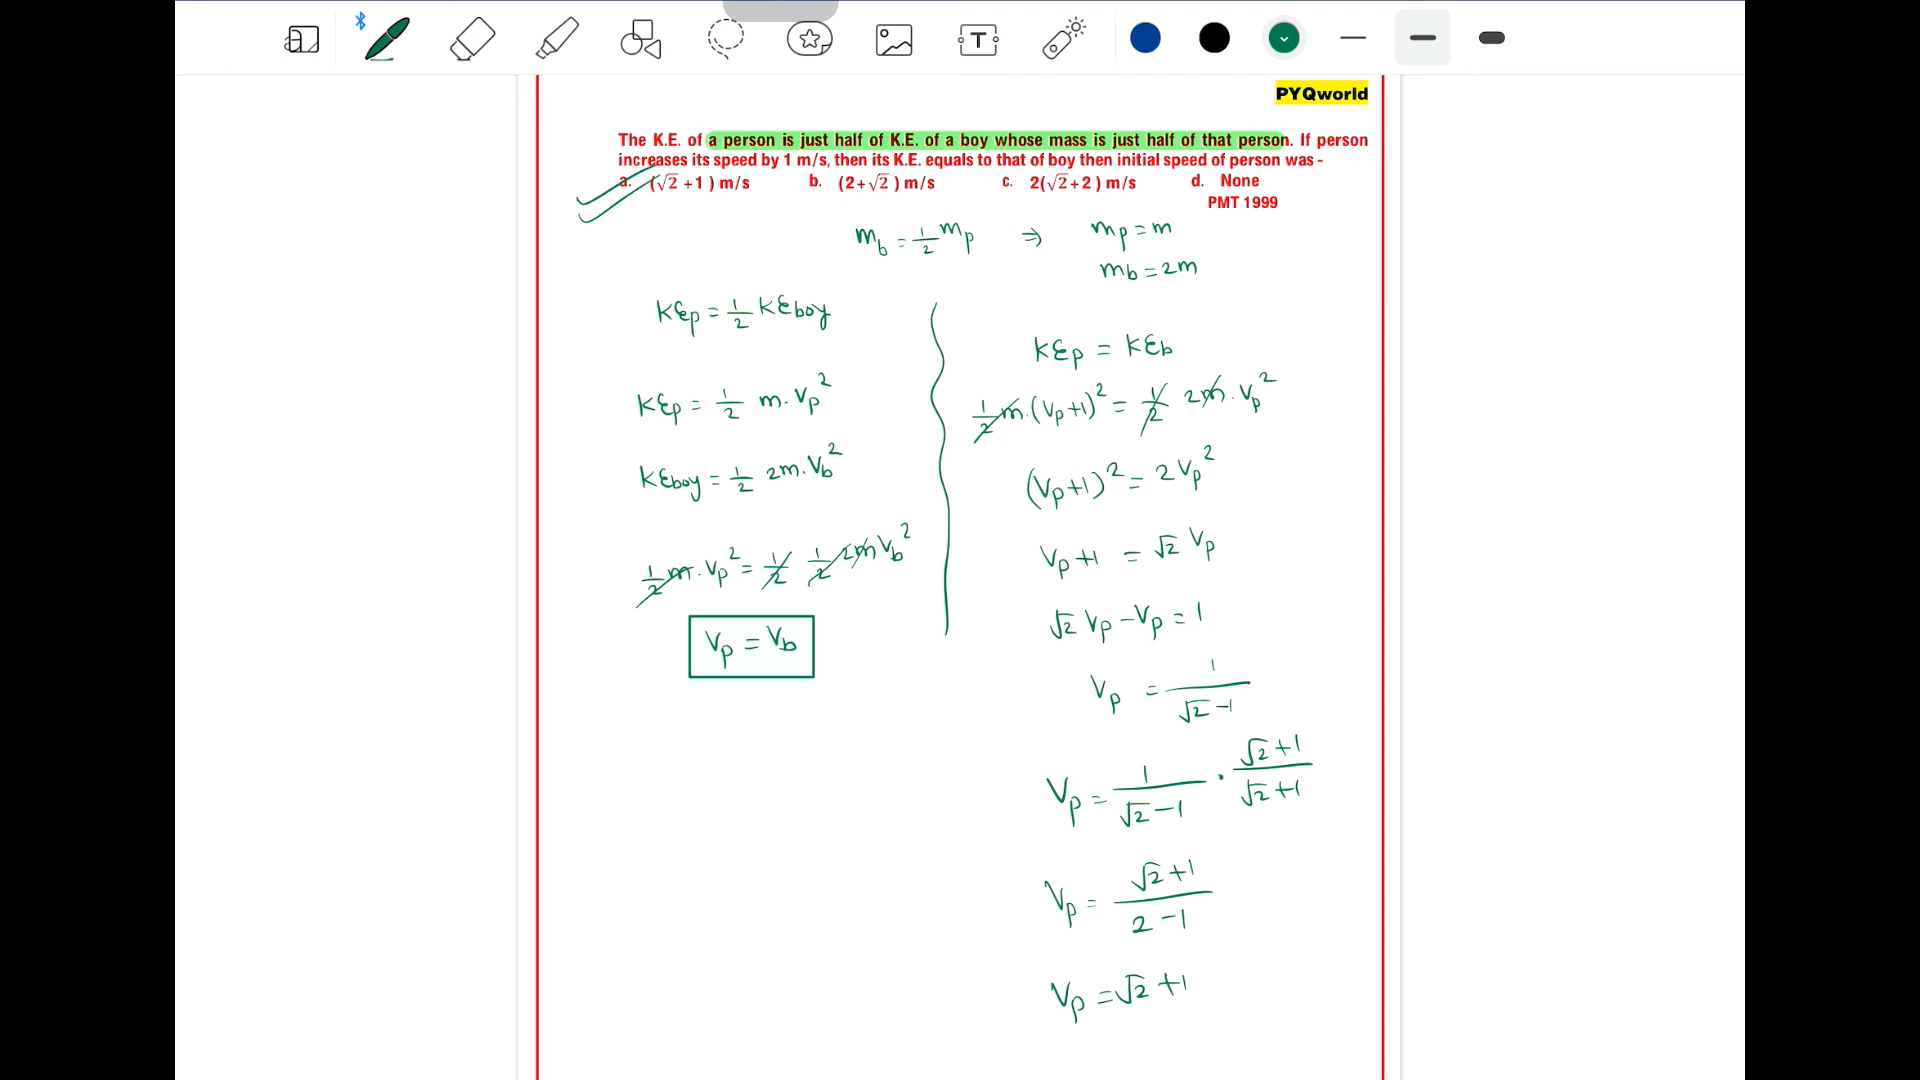 PYQworld
The K.E. of a person is just half of K.E. of a boy whose mass is just half of that person. If person
increases its speed by 1 m/s, then its K.E. equals to that of boy then initial speed of person was -
a. (√2 +1 ) m/s b. (2+√2 ) m/s c. 2(√2+2 ) m/s d. None
PMT 1999
m_b = 1/2 m_p ⇒ m_p = m
m_b = 2m
KE_p = 1/2 KE_boy
KE_p = 1/2 m. V_p^2
KE_boy = 1/2 2m. V_b^2
1/2 m. V_p^2 = 1/2 1/2 2m V_b^2
V_p = V_b
KE_p = KE_b
1/2 m. (V_p+1)^2 = 1/2 2m . V_p^2
(V_p+1)^2 = 2 V_p^2
V_p +1 = √2 V_p
√2 V_p - V_p = 1
V_p = 1/(√2 -1)
V_p = 1/(√2 -1) . (√2 +1)/(√2 +1)
V_p = (√2 +1)/(2 -1)
V_p = √2 +1
T